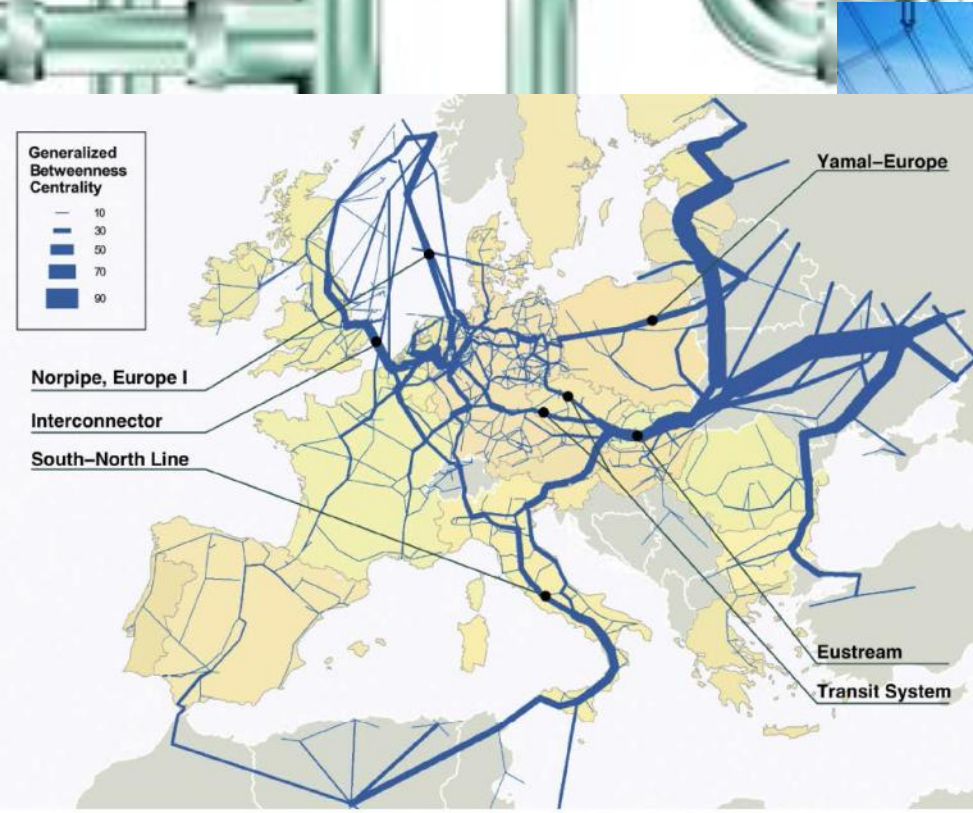 Generalized
Betweenness
Centrality
10
30
50
70
90
Yamal–Europe
Norpipe, Europe I
Interconnector
South–North Line
Eustream
Transit System